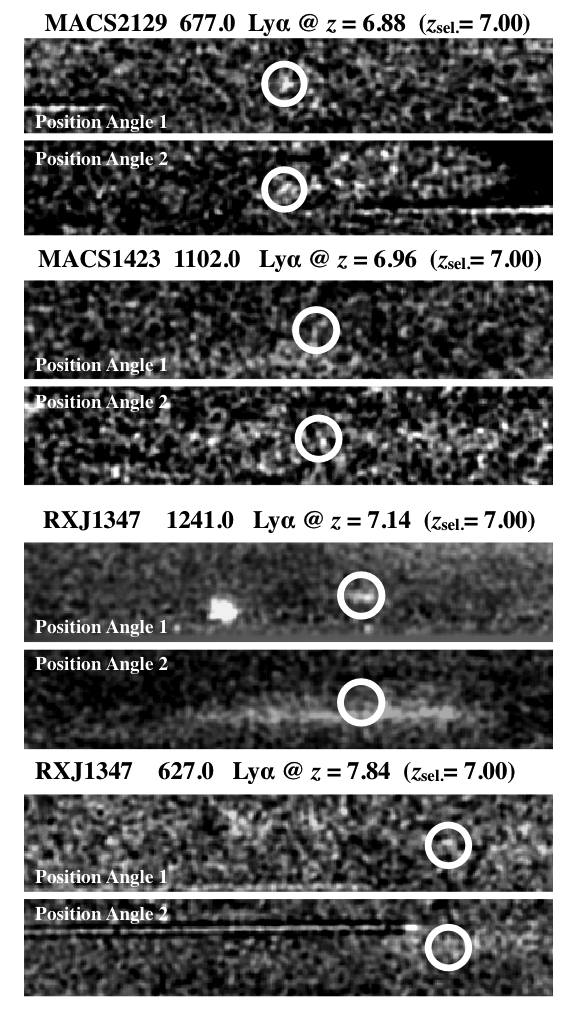 MACS2129 677.0 Lyα @ z = 6.88 (zsel.= 7.00)
Position Angle 1
Position Angle 2
MACS1423 1102.0 Lyα @ z = 6.96 (zsel.= 7.00)
Position Angle 1
Position Angle 2
RXJ1347 1241.0 Lyα @ z = 7.14 (zsel.= 7.00)
Position Angle 1
Position Angle 2
RXJ1347 627.0 Lyα @ z = 7.84 (zsel.= 7.00)
Position Angle 1
Position Angle 2